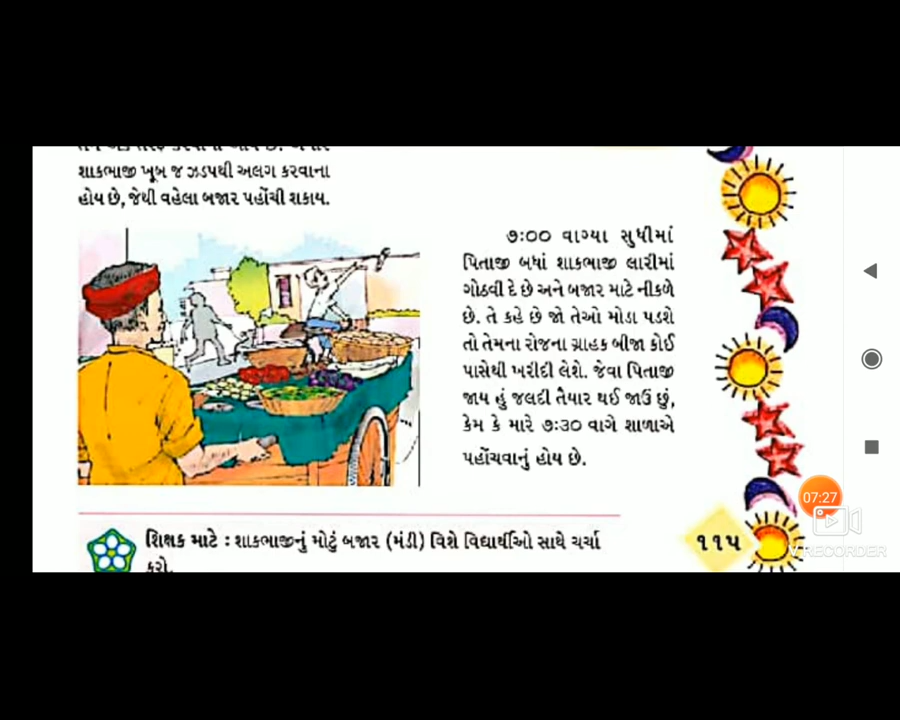 શાકભાજી ખૂબ જ ઝડપથી અલગ કરવાના
હોય છે, જેથી વહેલા બજાર પહોંચી શકાય.
૭:૦૦ વાગ્યા સુધીમાં
પિતાજી બધાં શાકભાજી લારીમાં
ગોઠવી દે છે અને બજાર માટે નીકળે
છે. તે કહે છે જો તેઓ મોડા પડશે
તો તેમના રોજના ગ્રાહક બીજા કોઈ
પાસેથી ખરીદી લેશે. જેવા પિતાજી
જાય હું જલદી તૈયાર થઈ જાઉં છું,
કેમ કે મારે ૭:૩૦ વાગે શાળાએ
પહોંચવાનું હોય છે.
07:27
V RECORDER
શિક્ષક માટે : શાકભાજીનું મોટું બજાર (મંડી) વિશે વિદ્યાર્થીઓ સાથે ચર્ચા
કરો.
૧૧૫